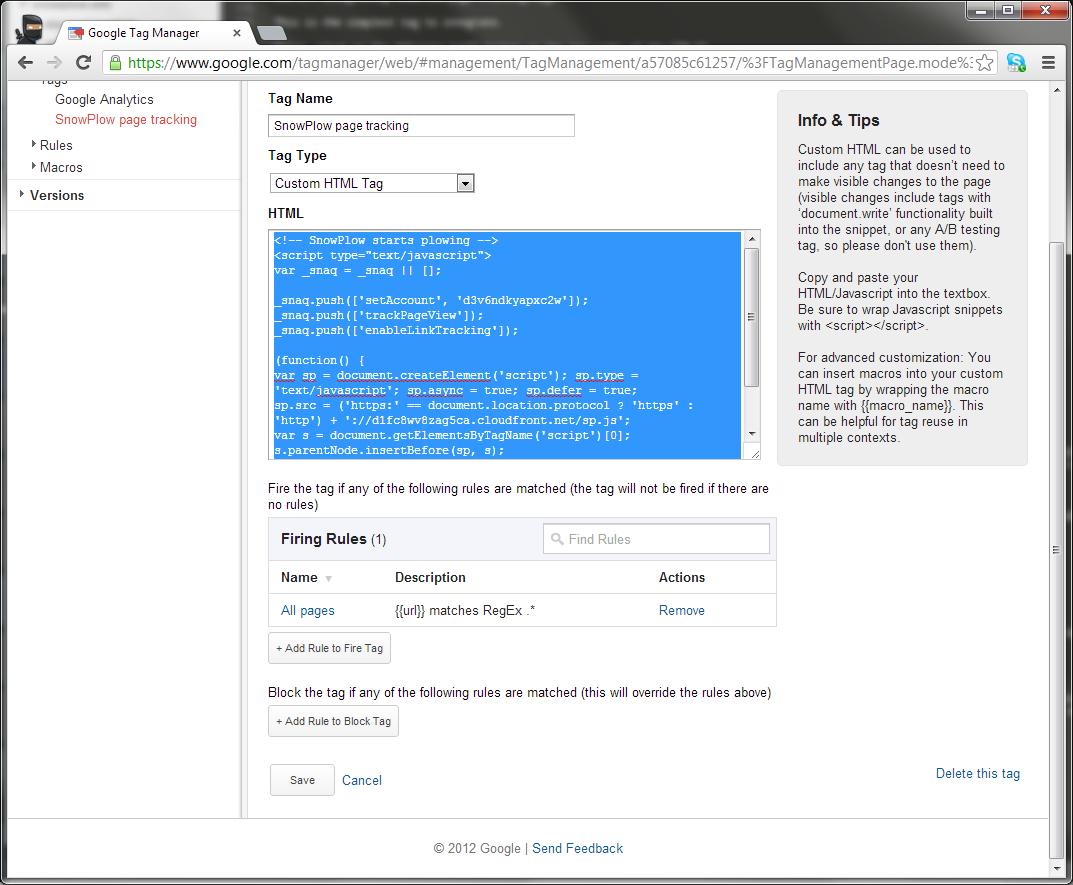 This is the simplest tag to complete.
Google Tag Manager
https://www.google.com/tagmanager/web/#management/TagManagement/a57085c61257/%3FTagManagementPage.mode%3
Tags
Google Analytics
SnowPlow page tracking
Rules
Macros
Versions
Tag Name
SnowPlow page tracking
Tag Type
Custom HTML Tag
HTML
<!-- SnowPlow starts plowing -->
<script type="text/javascript">
var _snaq = _snaq || [];
_snaq.push(['setAccount', 'd3v6ndkyapxc2w']);
_snaq.push(['trackPageView']);
_snaq.push(['enableLinkTracking']);
(function() {
var sp = document.createElement('script'); sp.type =
'text/javascript'; sp.async = true; sp.defer = true;
sp.src = ('https:' == document.location.protocol ? 'https' :
'http') + '://d1fc8wv8zag5ca.cloudfront.net/sp.js';
var s = document.getElementsByTagName('script')[0];
s.parentNode.insertBefore(sp, s);
Fire the tag if any of the following rules are matched (the tag will not be fired if there are
no rules)
Firing Rules (1)
Find Rules
Name Description Actions
All pages {{url}} matches RegEx .* Remove
+ Add Rule to Fire Tag
Block the tag if any of the following rules are matched (this will override the rules above)
+ Add Rule to Block Tag
Save Cancel
Delete this tag
Info & Tips
Custom HTML can be used to
include any tag that doesn't need to
make visible changes to the page
(visible changes include tags with
‘document.write’ functionality built
into the snippet, or any A/B testing
tag, so please don't use them).
Copy and paste your
HTML/Javascript into the textbox.
Be sure to wrap Javascript snippets
with <script></script>.
For advanced customization: You
can insert macros into your custom
HTML tag by wrapping the macro
name with {{macro_name}}. This
can be helpful for tag reuse in
multiple contexts.
© 2012 Google | Send Feedback